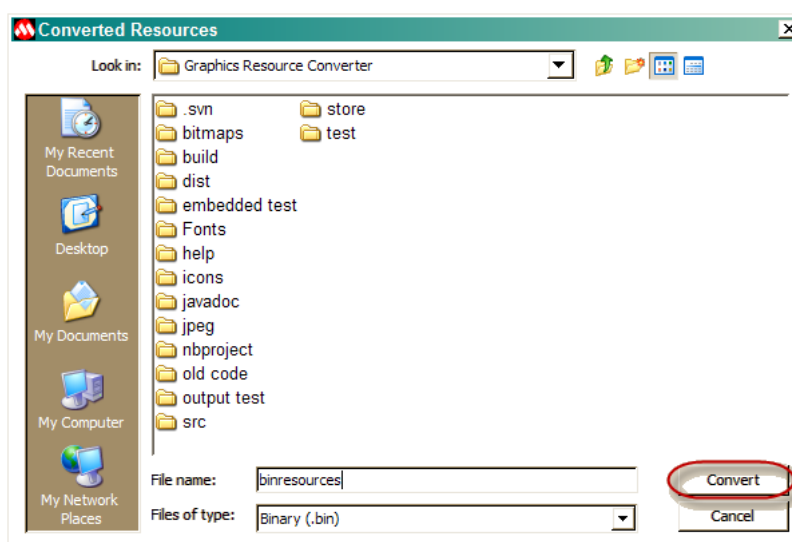 Converted Resources
Look in: Graphics Resource Converter
My Recent
Documents
Desktop
My Documents
My Computer
My Network
Places
.svn store
bitmaps test
build
dist
embedded test
Fonts
help
icons
javadoc
jpeg
nbproject
old code
output test
src
File name: binresources Convert
Files of type: Binary (.bin) Cancel